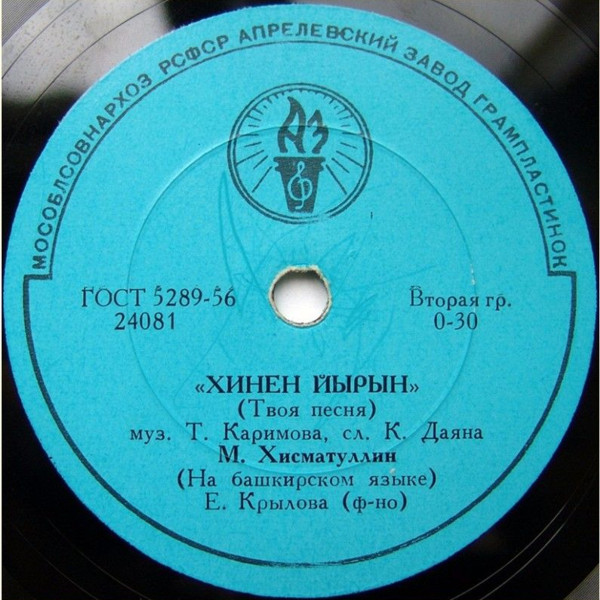 МОСОБЛСОВНАРХОЗ РСФСР АПРЕЛЕВСКИЙ ЗАВОД ГРАМПЛАСТИНОК
АЗ
ГОСТ 5289-56
24081
Вторая гр.
0-30
«ХИНЕН ЙЫРЫН»
(Твоя песня)
муз. Т. Каримова, сл. К. Даяна
М. Хисматуллин
(На башкирском языке)
Е. Крылова (ф-но)